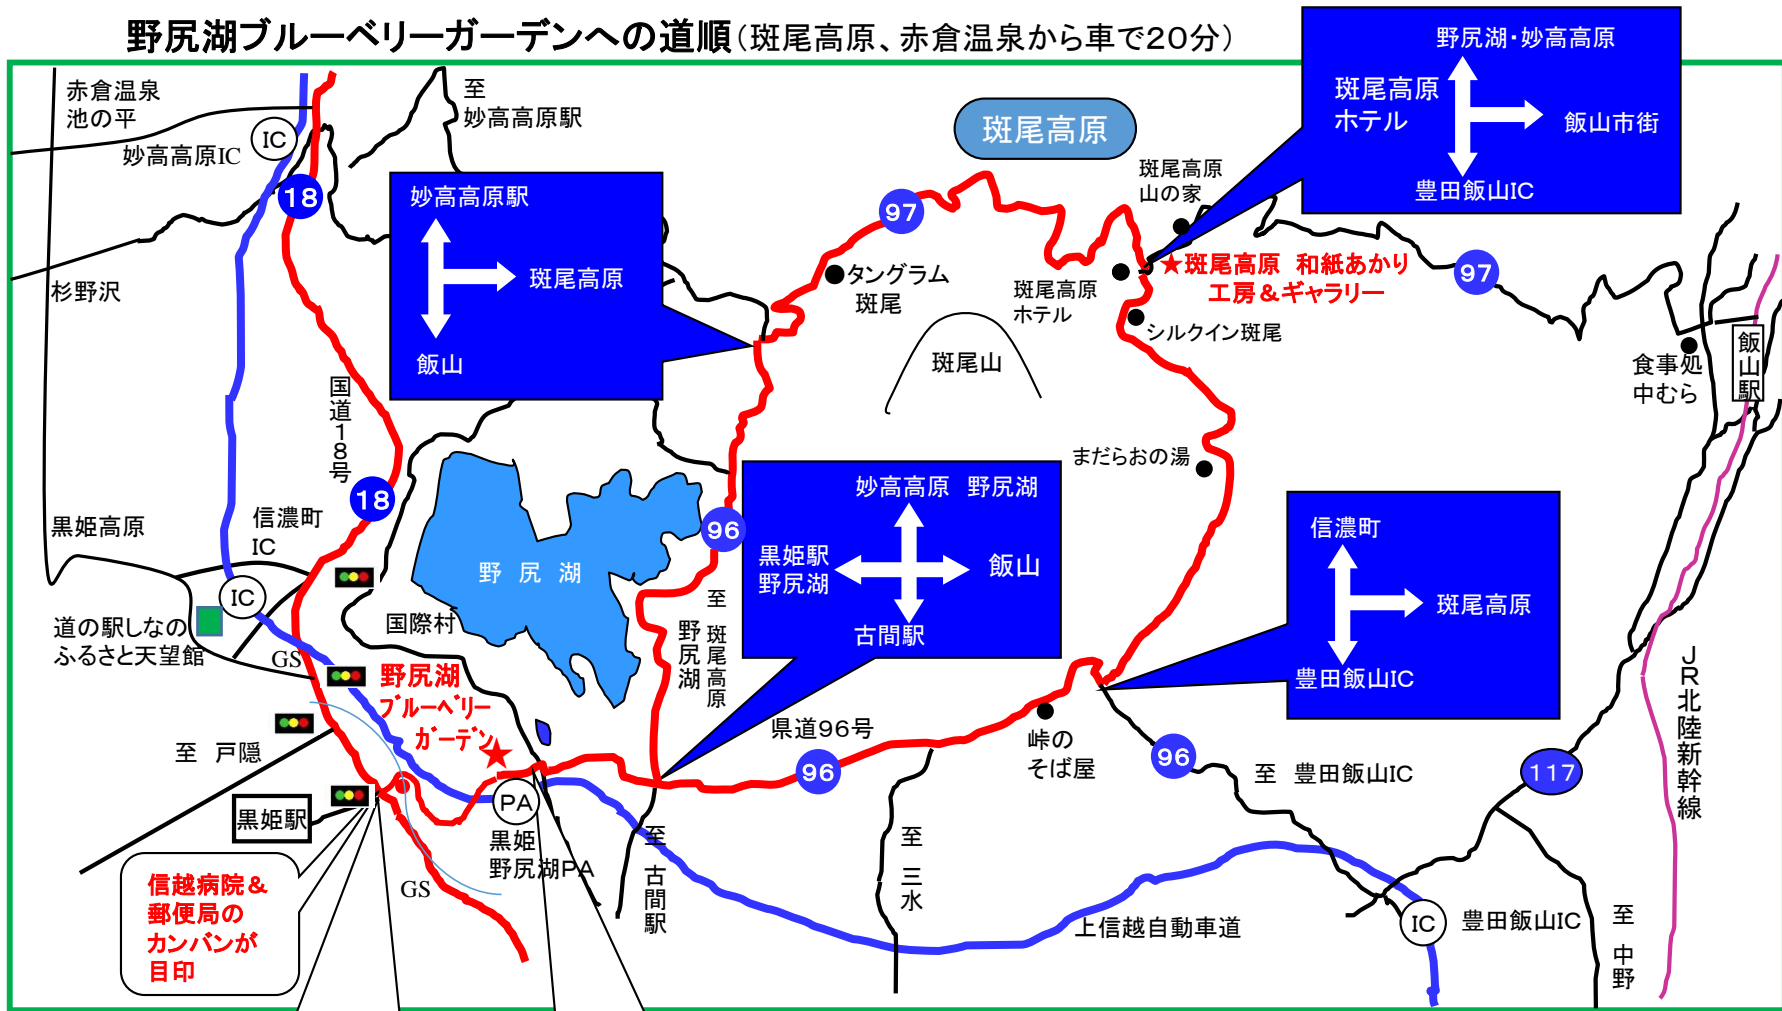 野尻湖ブルーベリーガーデンへの道順(斑尾高原、赤倉温泉から車で20分)
野尻湖・妙高高原
斑尾高原
ホテル
飯山市街
豊田飯山IC
赤倉温泉
池の平
至
妙高高原駅
妙高高原IC
IC
18
杉野沢
妙高高原駅
斑尾高原
飯山
斑尾高原
斑尾高原
山の家
97
タングラム
斑尾
斑尾高原
ホテル
★斑尾高原 和紙あかり
工房&ギャラリー
シルクイン斑尾
97
斑尾山
食事処
中むら
飯山駅
国道18号
18
まだらおの湯
黒姫高原
信濃町
IC
IC
道の駅しなの
ふるさと天望館
GS
野尻湖
国際村
96
妙高高原 野尻湖
黒姫駅
野尻湖
飯山
古間駅
至 斑尾高原
野尻湖
信濃町
斑尾高原
豊田飯山IC
JR北陸新幹線
野尻湖
ブルーベリー
ガーデン
★
至 戸隠
県道96号
96
峠の
そば屋
96
至 豊田飯山IC
117
黒姫駅
PA
黒姫
野尻湖PA
至 古間駅
至 三水
信越病院&
郵便局の
カンバンが
目印
GS
上信越自動車道
IC
豊田飯山IC
至 中野